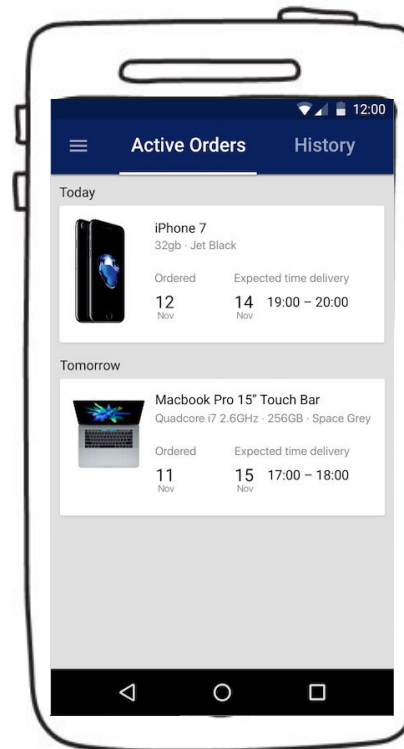 12:00
Active Orders History
Today
iPhone 7
32gb · Jet Black
Ordered Expected time delivery
12 14 19:00 – 20:00
Nov Nov
Tomorrow
Macbook Pro 15” Touch Bar
Quadcore i7 2.6GHz · 256GB · Space Grey
Ordered Expected time delivery
11 15 17:00 – 18:00
Nov Nov